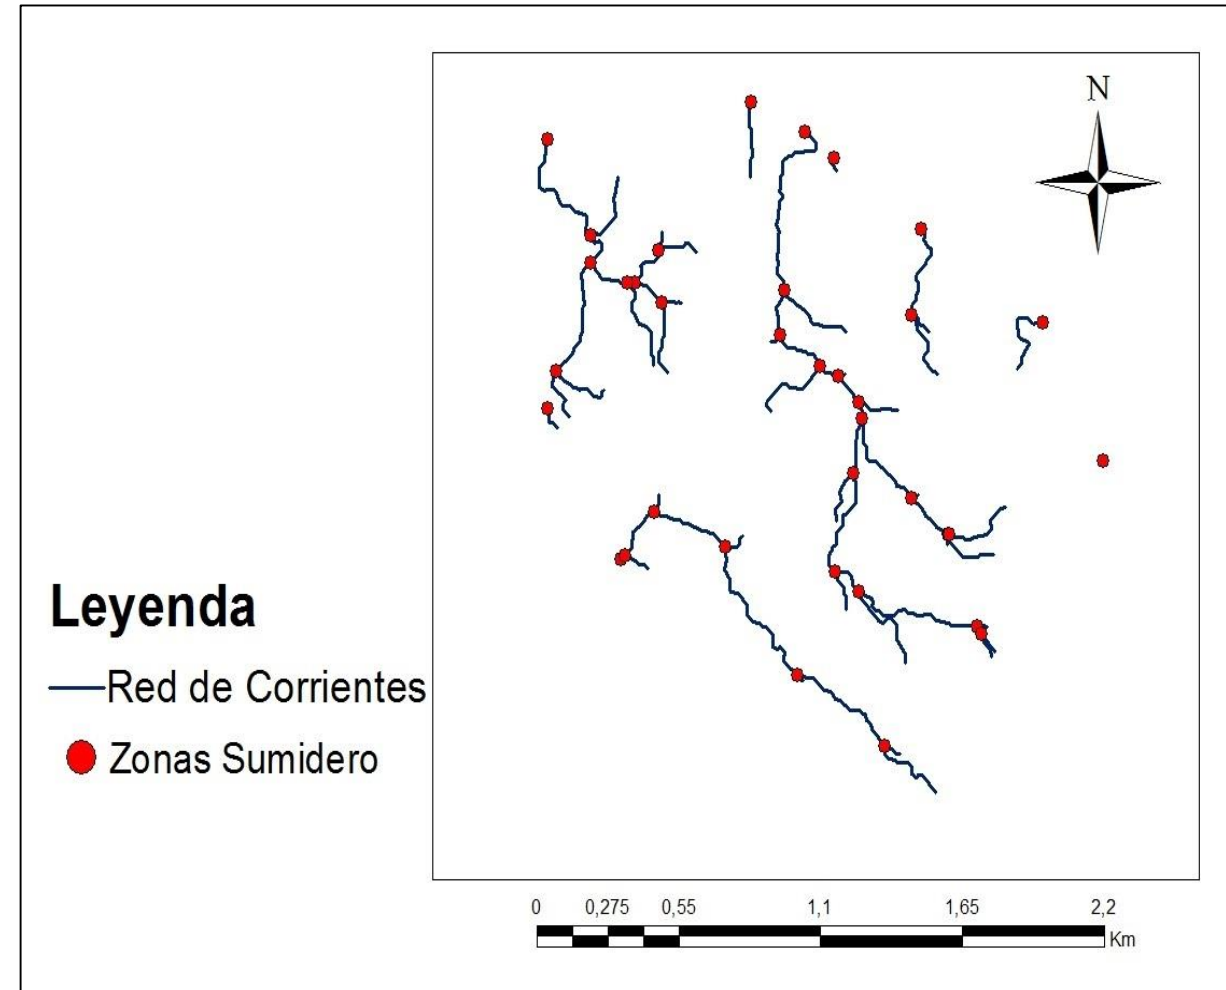 N
Leyenda
Red de Corrientes
Zonas Sumidero
0 0,275 0,55 1,1 1,65 2,2
Km